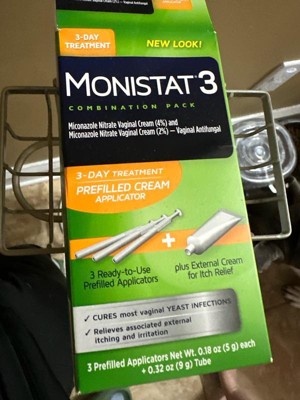 3-DAY
TREATMENT
NEW LOOK!
MONISTAT® 3
COMBINATION PACK
Miconazole Nitrate Vaginal Cream (4%) and
Miconazole Nitrate Vaginal Cream (2%) — Vaginal Antifungal
3-DAY TREATMENT
PREFILLED CREAM
APPLICATOR
3 Ready-to-Use
Prefilled Applicators
+
plus External Cream
for Itch Relief
✓ CURES most vaginal YEAST INFECTIONS
✓ Relieves associated external
itching and irritation
3 Prefilled Applicators Net Wt. 0.18 oz (5 g) each
+ 0.32 oz (9 g) Tube